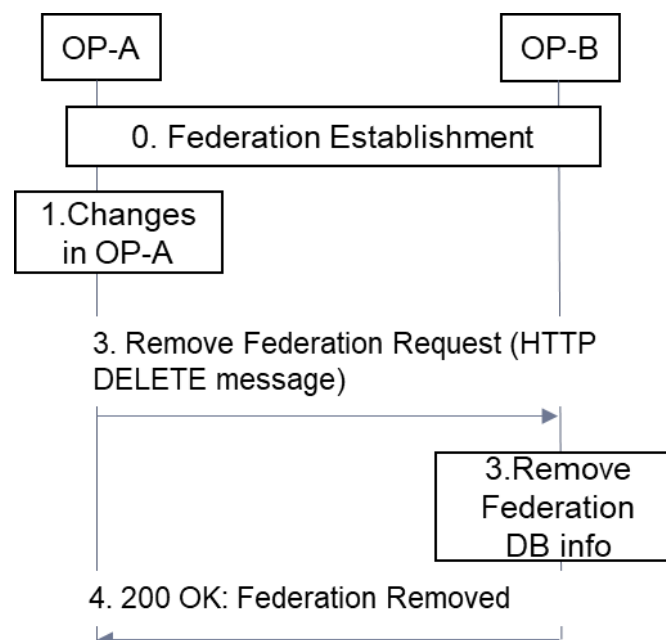 OP-A
OP-B
0. Federation Establishment
1.Changes
in OP-A
3. Remove Federation Request (HTTP
DELETE message)
3.Remove
Federation
DB info
4. 200 OK: Federation Removed